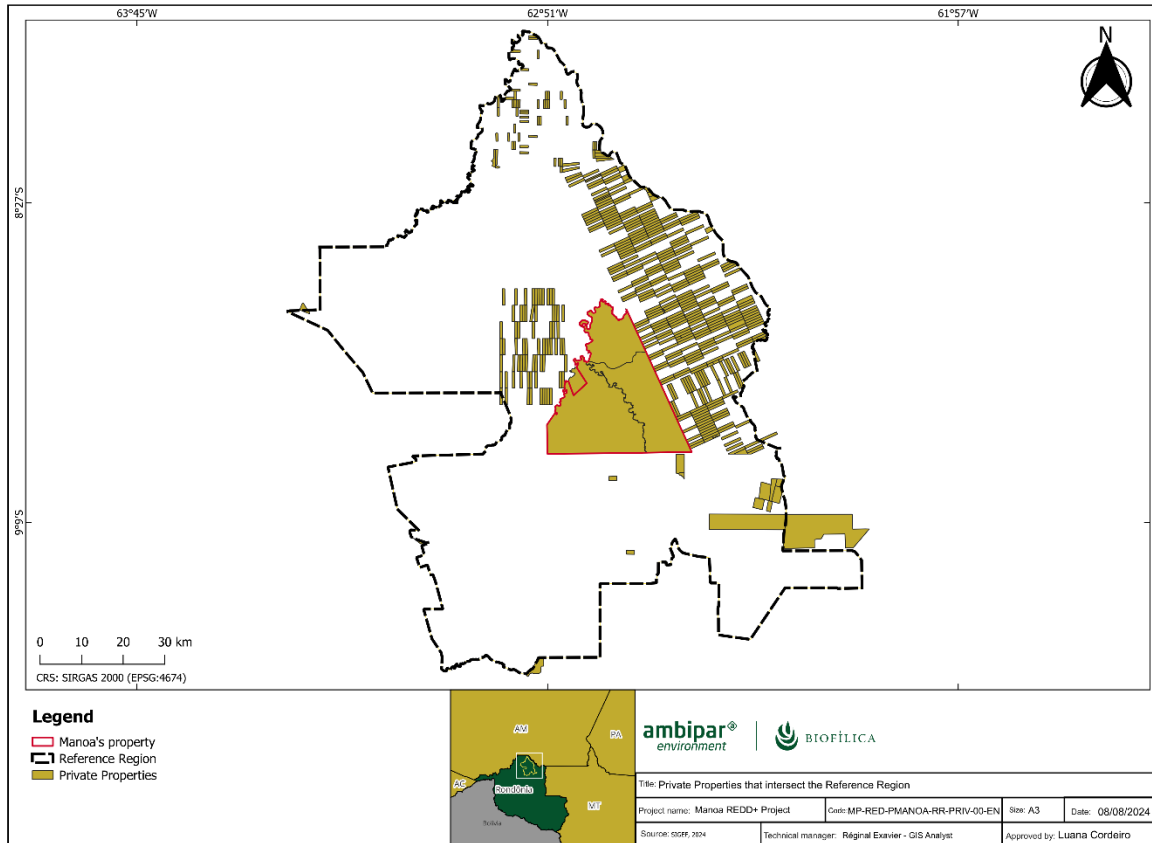 63°45'W
62°51'W
61°57'W
N
8°27'S
9°9'S
0 10 20 30 km
CRS: SIRGAS 2000 (EPSG:4674)
Legend
Manoa's property
Reference Region
Private Properties
AM
PA
AC
Rondônia
MT
Bolívia
ambipar
environment
BIOFÍLICA
Title: Private Properties that intersect the Reference Region
Project name: Manoa REDD+ Project
Code: MP-RED-PMANOA-RR-PRIV-00-EN
Size: A3
Date: 08/08/2024
Source: SIGEF, 2024
Technical manager: Réginal Exavier - GIS Analyst
Approved by: Luana Cordeiro